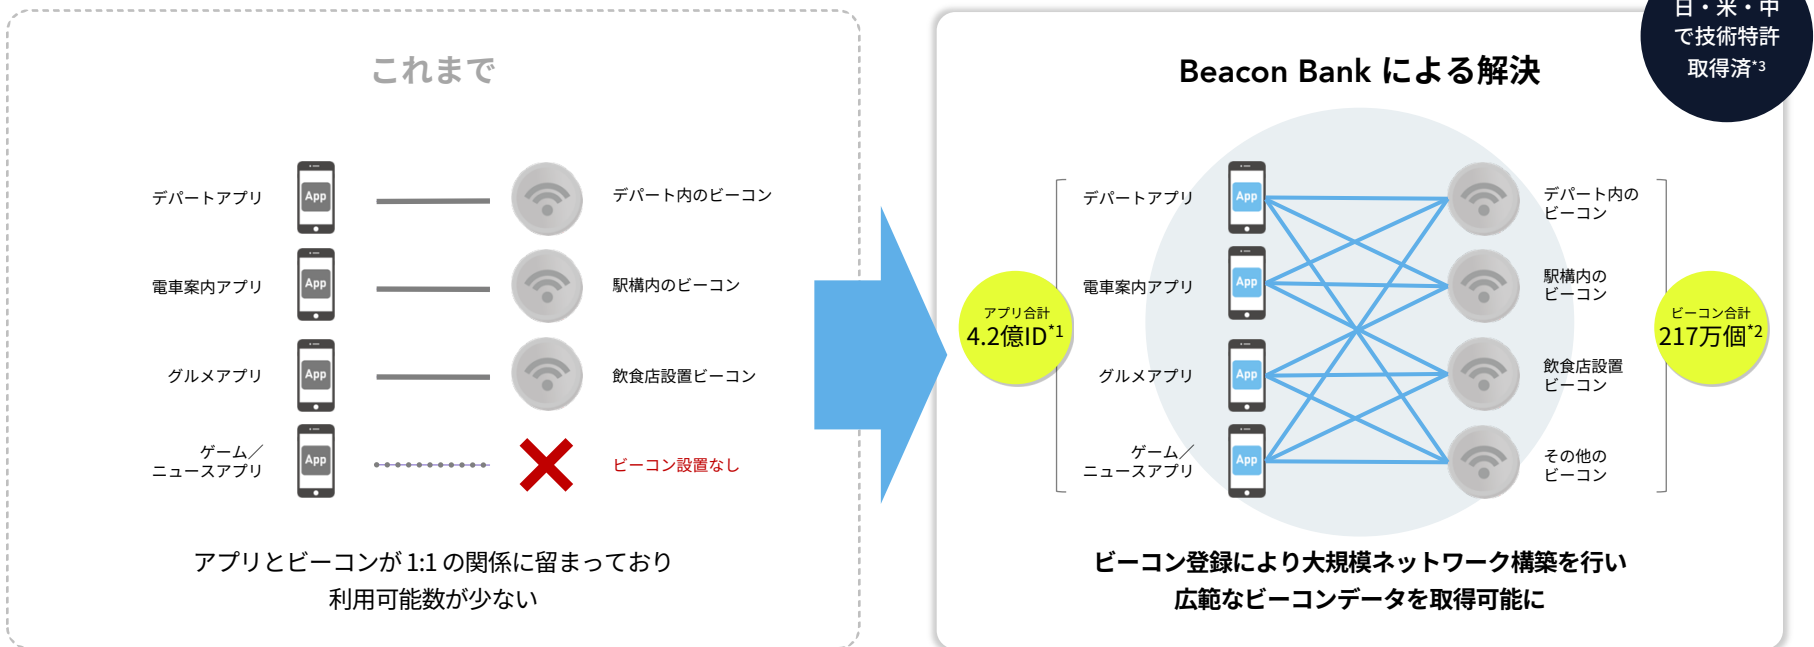 これまで
デパートアプリ
App
デパート内のビーコン
電車案内アプリ
App
駅構内のビーコン
グルメアプリ
App
飲食店設置ビーコン
ゲーム／
ニュースアプリ
App
ビーコン設置なし
アプリとビーコンが 1:1 の関係に留まっており
利用可能数が少ない
日・米・中
で技術特許
取得済*3
Beacon Bank による解決
アプリ合計
4.2億ID*1
デパートアプリ
App
デパート内の
ビーコン
電車案内アプリ
App
駅構内の
ビーコン
グルメアプリ
App
飲食店設置
ビーコン
ゲーム／
ニュースアプリ
App
その他の
ビーコン
ビーコン合計
217万個*2
ビーコン登録により大規模ネットワーク構築を行い
広範なビーコンデータを取得可能に